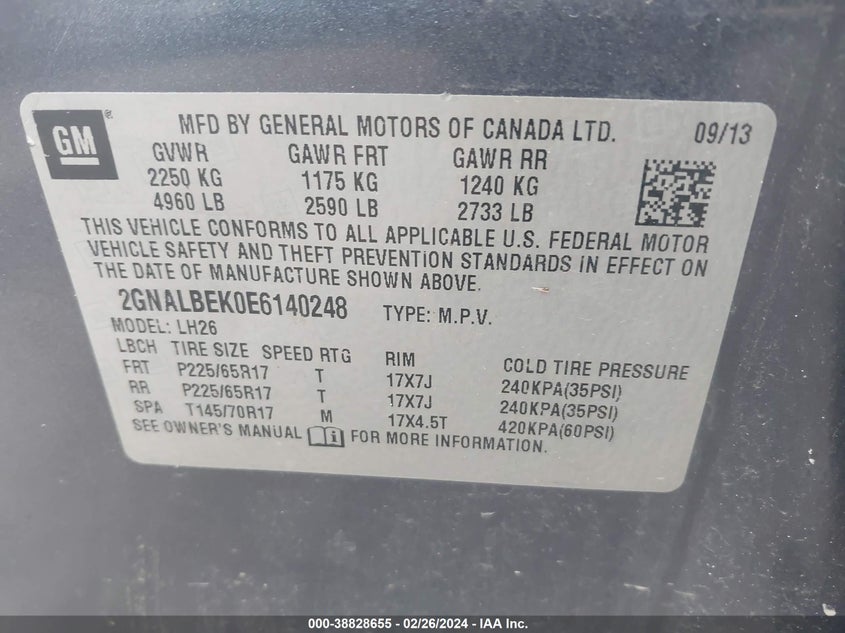 GM ®
MFD BY GENERAL MOTORS OF CANADA LTD. 09/13
GVWR GAWR FRT GAWR RR
2250 KG 1175 KG 1240 KG
4960 LB 2590 LB 2733 LB
THIS VEHICLE CONFORMS TO ALL APPLICABLE U.S. FEDERAL MOTOR
VEHICLE SAFETY AND THEFT PREVENTION STANDARDS IN EFFECT ON
THE DATE OF MANUFACTURE SHOWN ABOVE.
2GNALBEK0E6140248 TYPE: M.P.V.
MODEL: LH26
LBCH TIRE SIZE SPEED RTG RIM COLD TIRE PRESSURE
FRT P225/65R17 T 17X7J 240KPA(35PSI)
RR P225/65R17 T 17X7J 240KPA(35PSI)
SPA T145/70R17 M 17X4.5T 420KPA(60PSI)
SEE OWNER'S MANUAL FOR MORE INFORMATION.
000-38828655 - 02/26/2024 - IAA Inc.